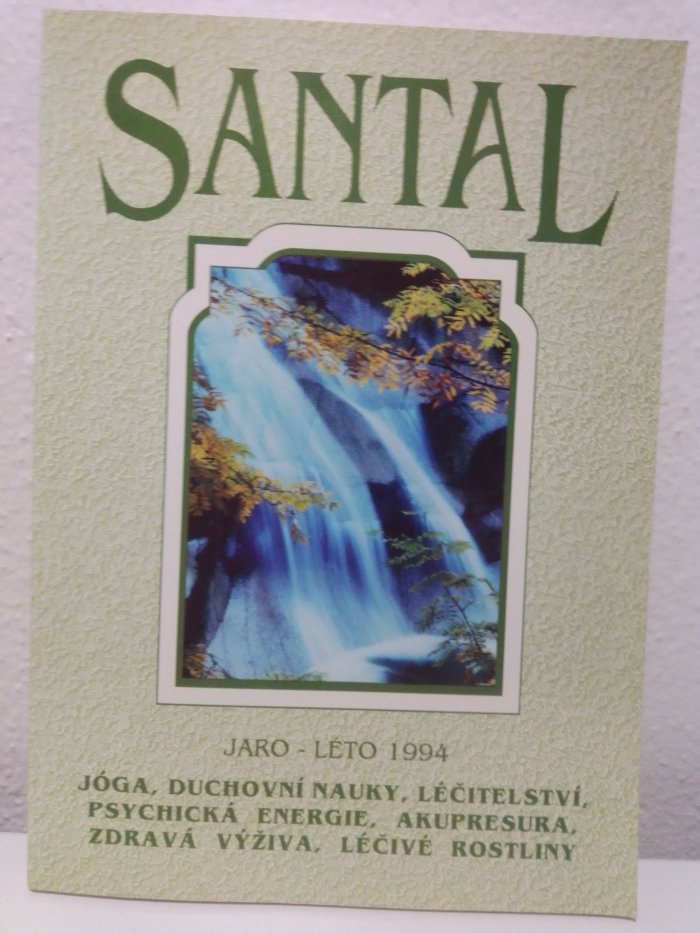 SANTAL
JARO - LÉTO 1994
JÓGA, DUCHOVNÍ NAUKY, LÉČITELSTVÍ,
PSYCHICKÁ ENERGIE, AKUPRESURA,
ZDRAVÁ VÝŽIVA, LÉČIVÉ ROSTLINY